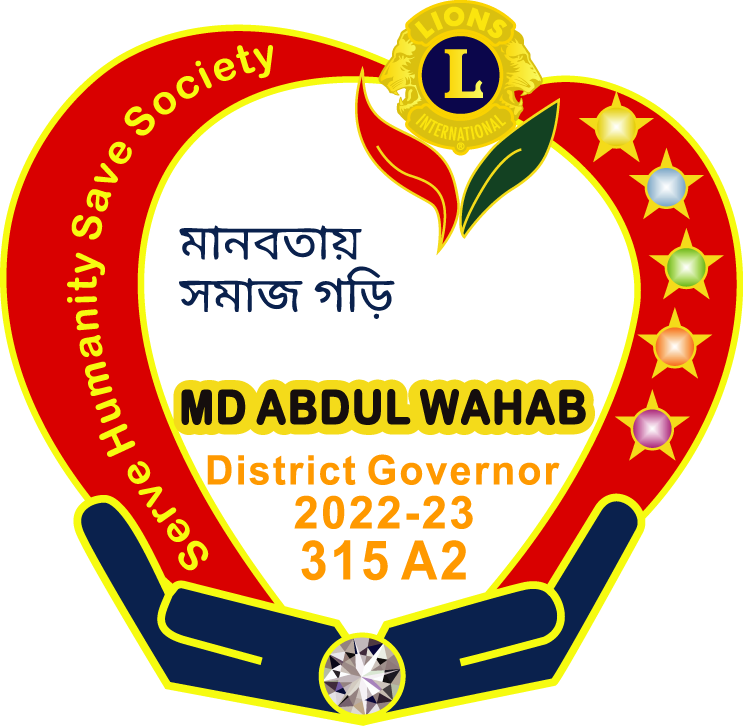 LIONS
L
INTERNATIONAL
®
Serve Humanity Save Society
মানবতায়
সমাজ গড়ি
MD ABDUL WAHAB
District Governor
2022-23
315 A2